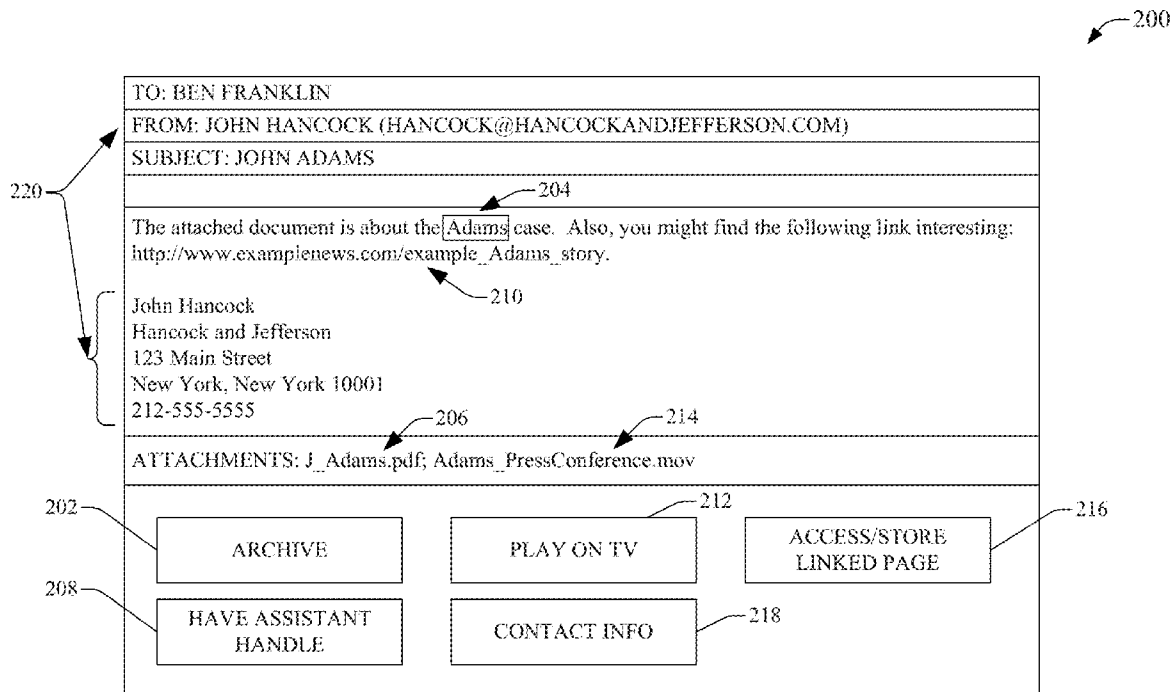 200
TO: BEN FRANKLIN
FROM: JOHN HANCOCK (HANCOCK@HANCOCKANDJEFFERSON.COM)
SUBJECT: JOHN ADAMS
220
204
The attached document is about the Adams case. Also, you might find the following link interesting:
http://www.examplenews.com/example_Adams_story.
210
John Hancock
Hancock and Jefferson
123 Main Street
New York, New York 10001
212-555-5555
206
214
ATTACHMENTS: J_Adams.pdf; Adams_PressConference.mov
202
212
216
ARCHIVE
PLAY ON TV
ACCESS/STORE
LINKED PAGE
208
HAVE ASSISTANT
HANDLE
CONTACT INFO
218